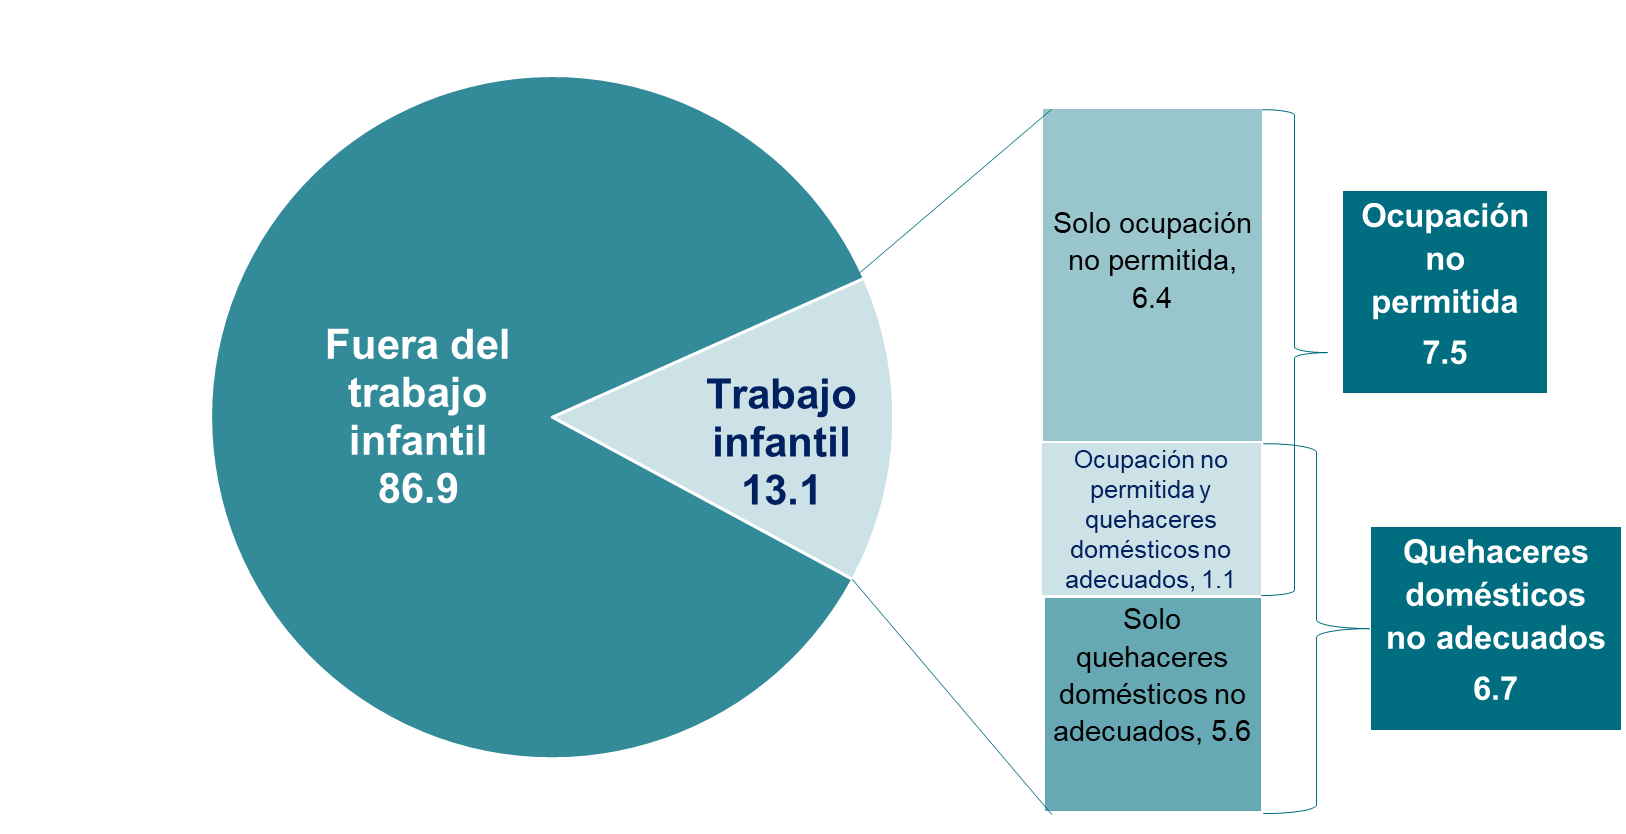 Fuera del
trabajo
infantil
86.9
Trabajo
infantil
13.1
Solo ocupación
no permitida,
6.4
Ocupación no
permitida y
quehaceres
domésticos no
adecuados, 1.1
Solo
quehaceres
domésticos no
adecuados, 5.6
Ocupación
no
permitida
7.5
Quehaceres
domésticos
no adecuados
6.7